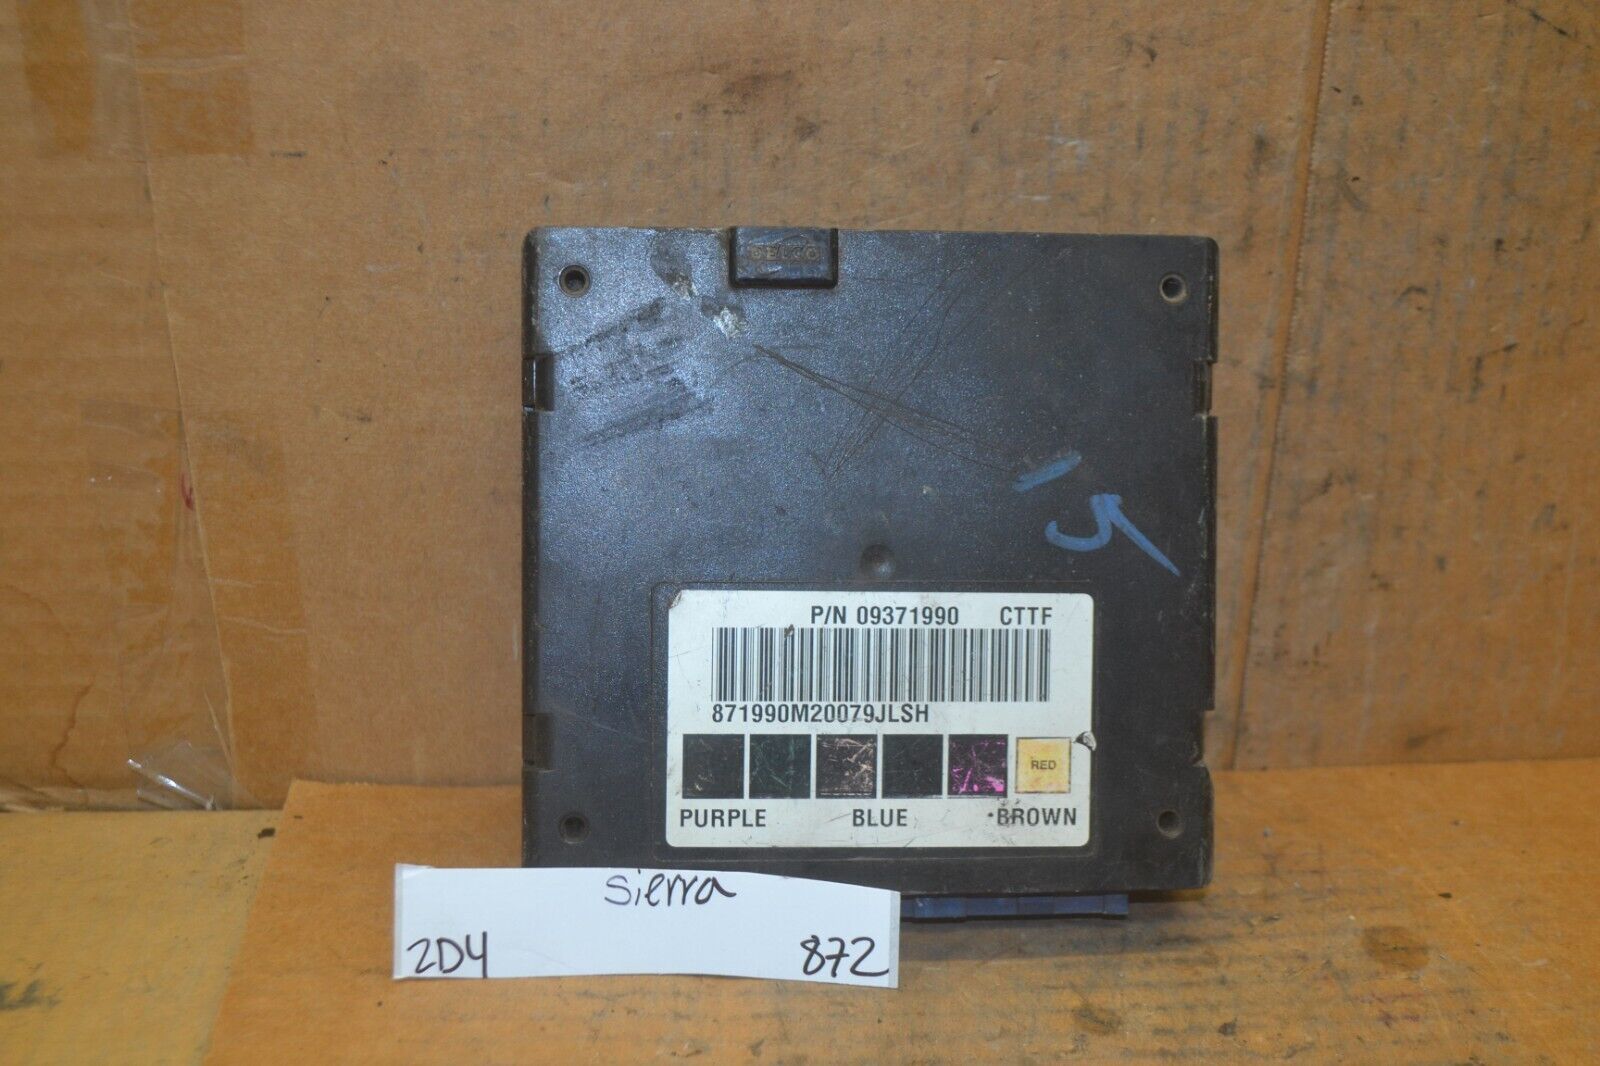 DELCO
P/N 09371990 CTTF
871990M20079JLSH
RED
PURPLE BLUE BROWN
Sierra
2D4 872